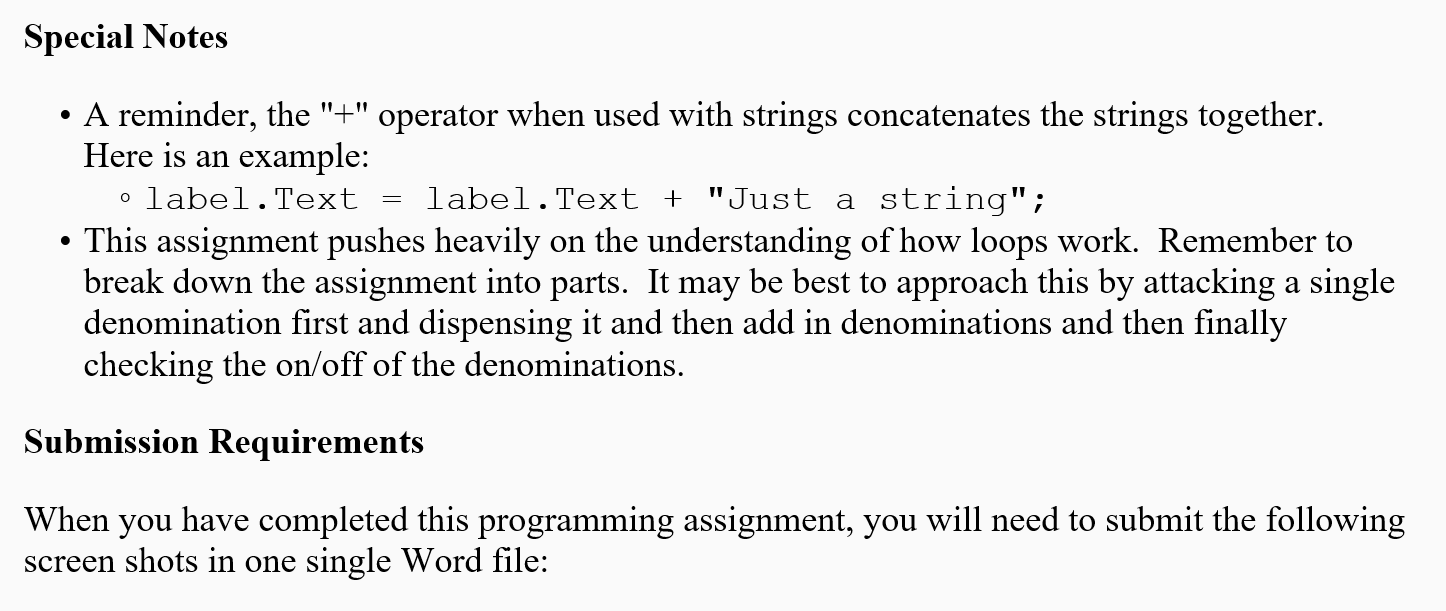 Special Notes
• A reminder, the "+" operator when used with strings concatenates the strings together.
Here is an example:
◦ label.Text = label.Text + "Just a string";
• This assignment pushes heavily on the understanding of how loops work.  Remember to
break down the assignment into parts.  It may be best to approach this by attacking a single
denomination first and dispensing it and then add in denominations and then finally
checking the on/off of the denominations.
Submission Requirements
When you have completed this programming assignment, you will need to submit the following
screen shots in one single Word file: